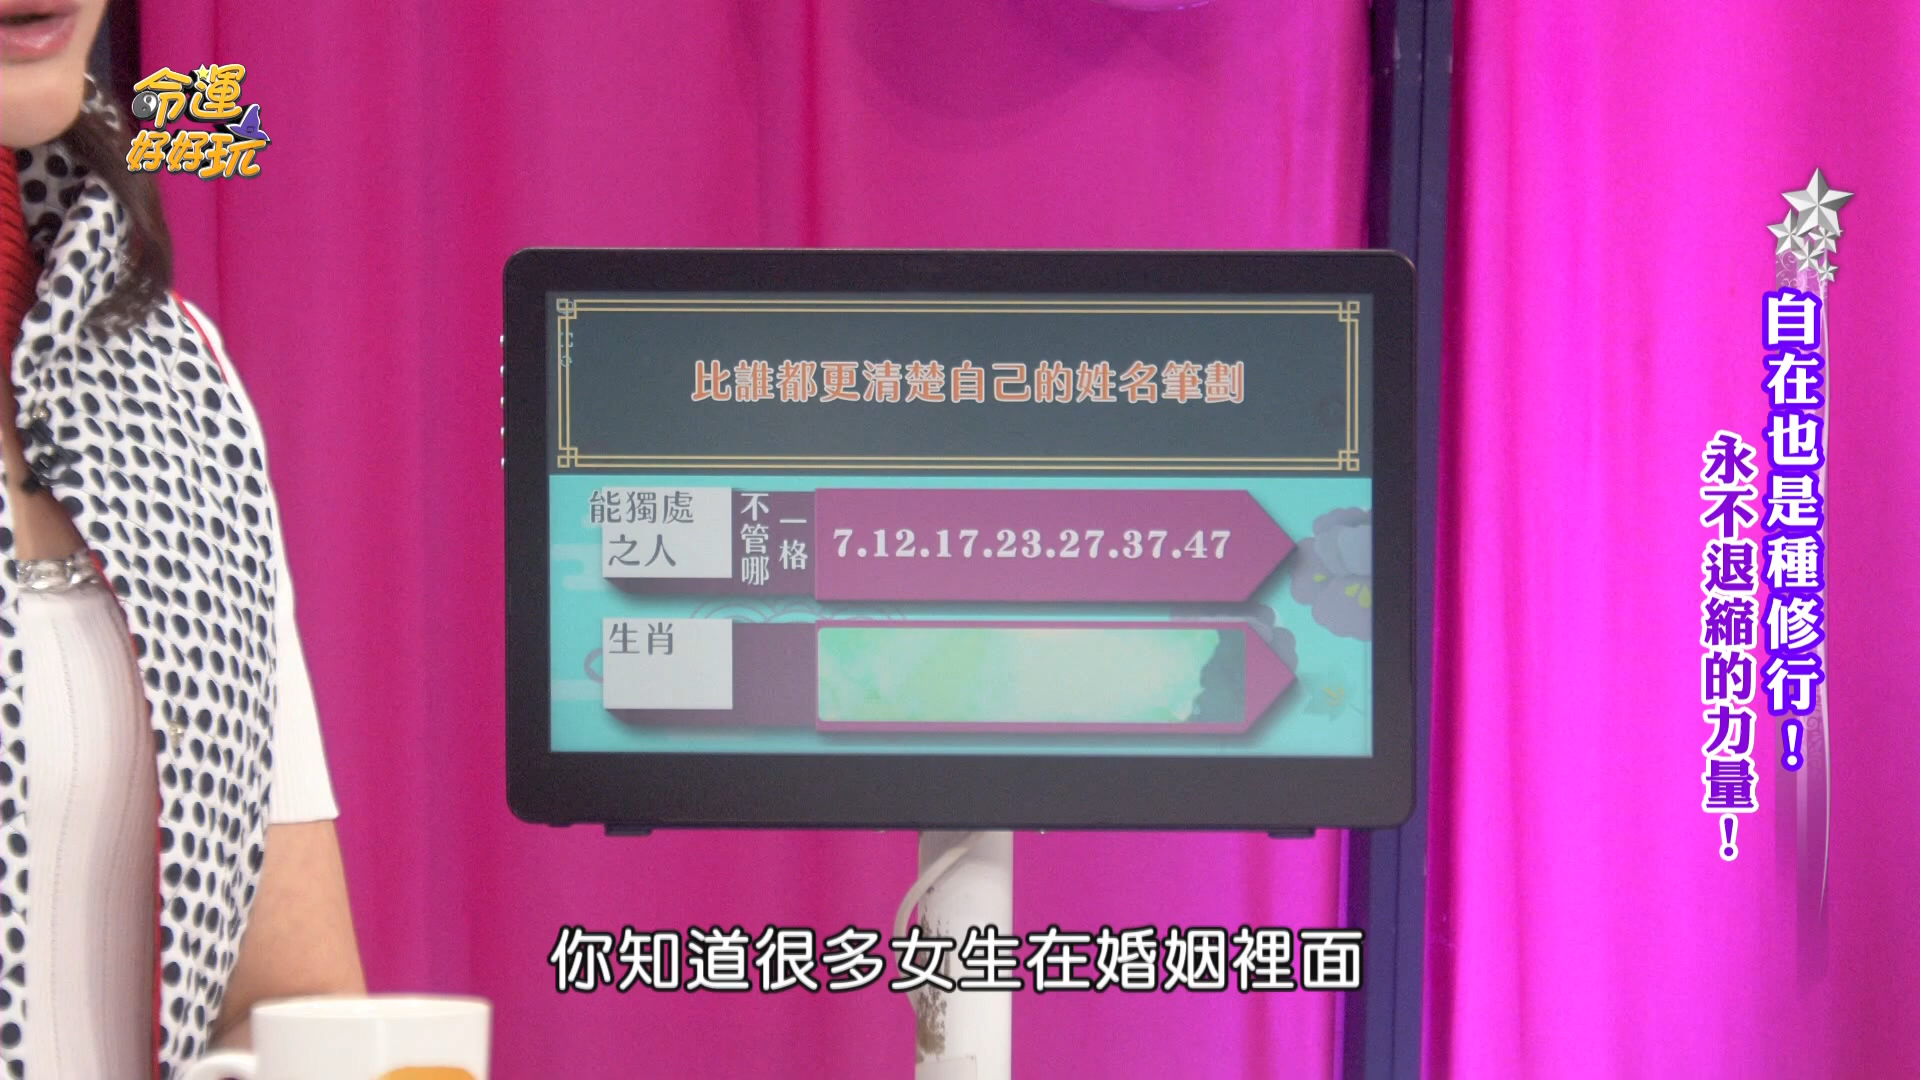 命運
好好玩
自在也是種修行！
永不退縮的力量！
比誰都更清楚自己的姓名筆劃
能獨處
之人
不管哪
一格
7.12.17.23.27.37.47
生肖
你知道很多女生在婚姻裡面